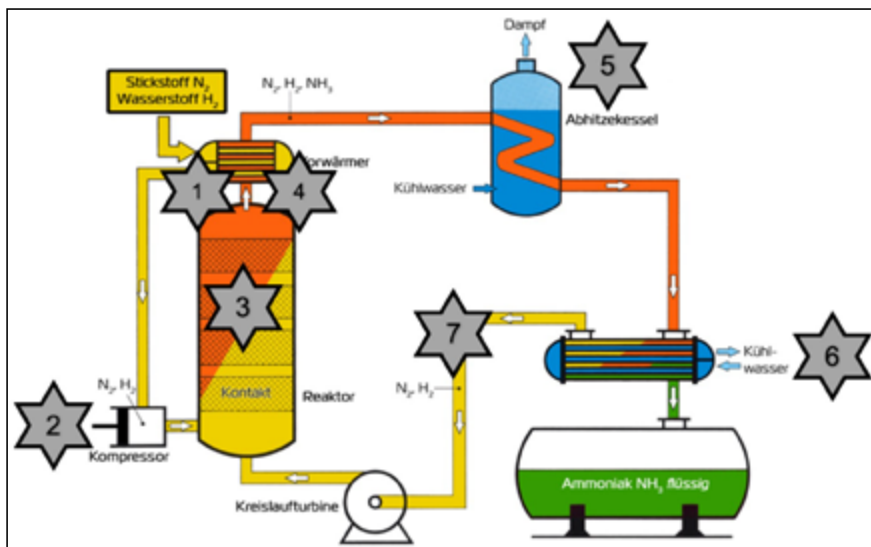 Dampf
5
Stickstoff N2
Wasserstoff H2
N2, H2, NH3
Abhitzekessel
orwärmer
1
4
Kühlwasser
3
7
Kühl-
wasser
6
N2, H2
N2, H2
Kontakt
Reaktor
2
Kompressor
Ammoniak NH3 flüssig
Kreislaufturbine